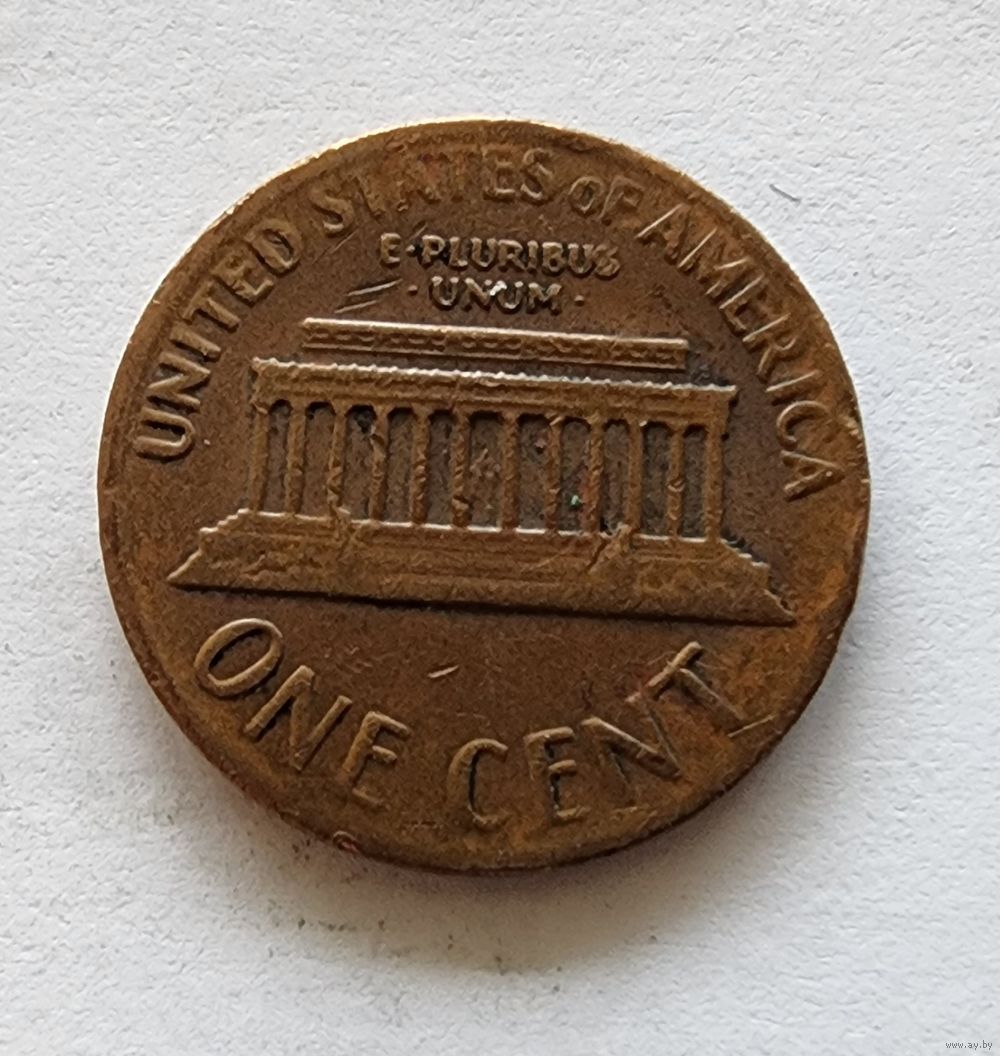 UNITED STATES OF AMERICA
E·PLURIBUS
·UNUM·
ONE CENT
www.ay.by